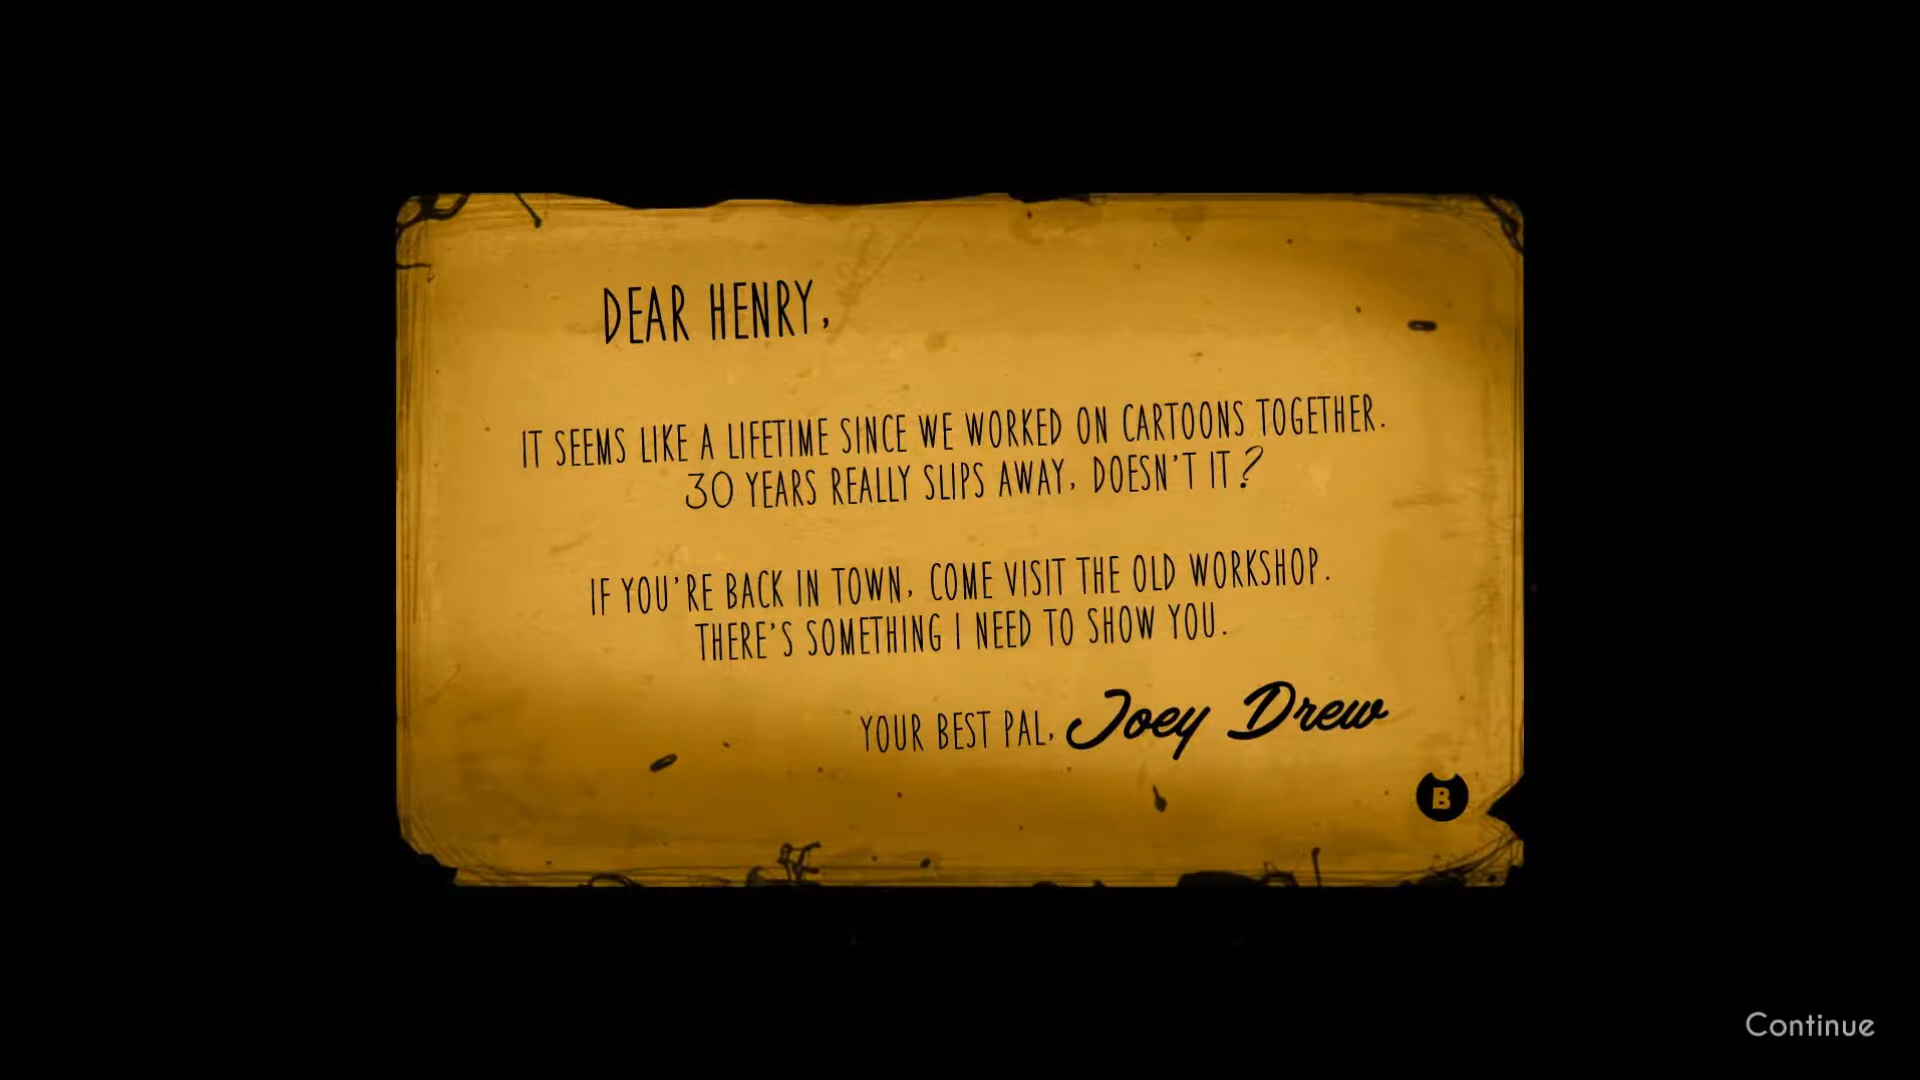 DEAR HENRY,
IT SEEMS LIKE A LIFETIME SINCE WE WORKED ON CARTOONS TOGETHER.
30 YEARS REALLY SLIPS AWAY, DOESN'T IT?
IF YOU'RE BACK IN TOWN, COME VISIT THE OLD WORKSHOP.
THERE'S SOMETHING I NEED TO SHOW YOU.
YOUR BEST PAL, Joey Drew
B
Continue